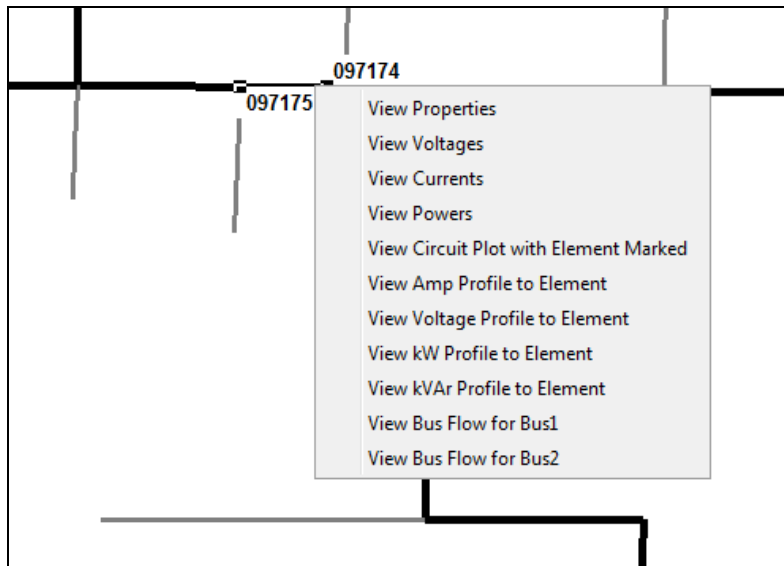 097174
097175
View Properties
View Voltages
View Currents
View Powers
View Circuit Plot with Element Marked
View Amp Profile to Element
View Voltage Profile to Element
View kW Profile to Element
View kVAr Profile to Element
View Bus Flow for Bus1
View Bus Flow for Bus2